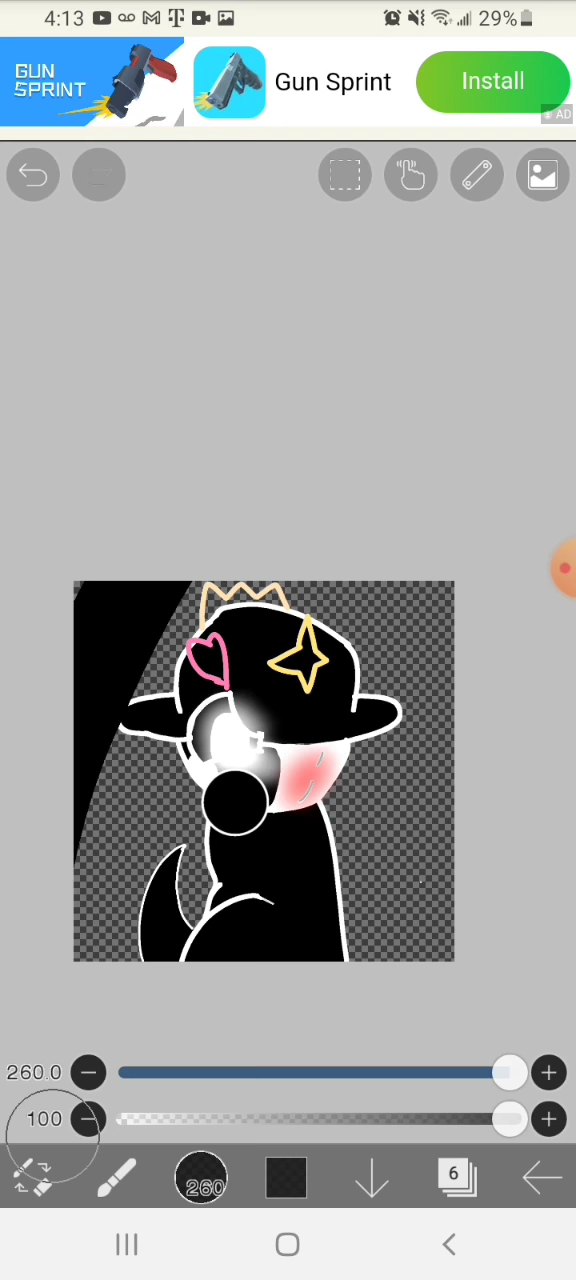 4:13
29%
GUN
SPRINT
Gun Sprint
Install
AD
260.0
100
260
6